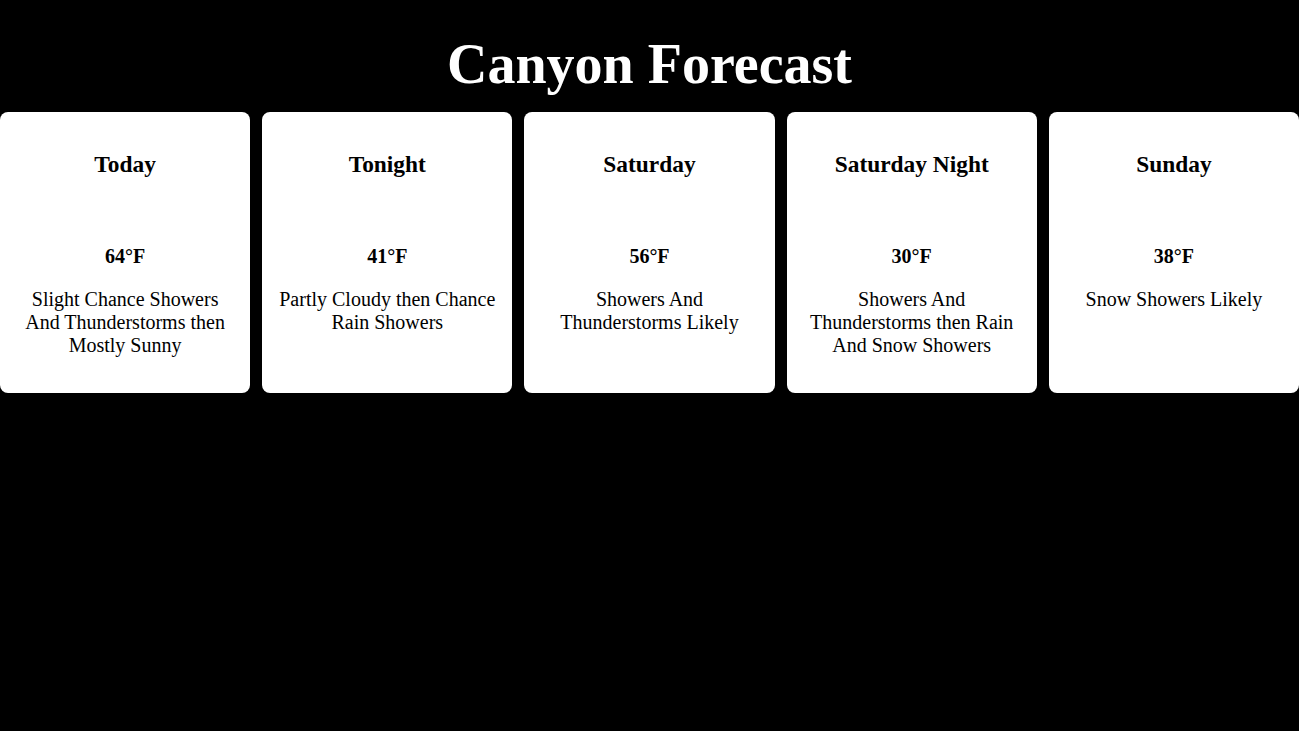 Canyon Forecast
Today
64°F
Slight Chance Showers
And Thunderstorms then
Mostly Sunny
Tonight
41°F
Partly Cloudy then Chance
Rain Showers
Saturday
56°F
Showers And
Thunderstorms Likely
Saturday Night
30°F
Showers And
Thunderstorms then Rain
And Snow Showers
Sunday
38°F
Snow Showers Likely